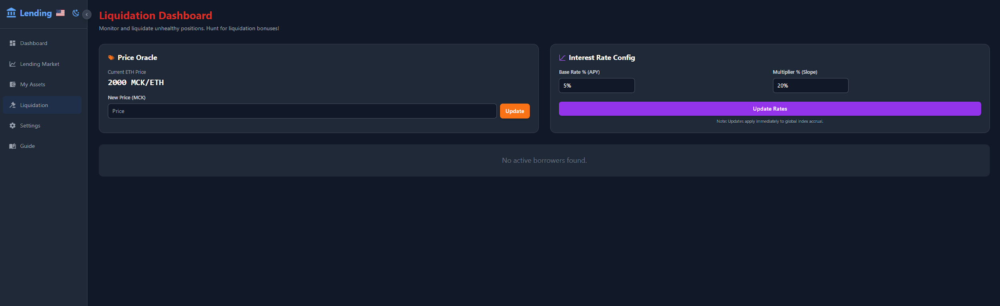 Lending
Dashboard
Lending Market
My Assets
Liquidation
Settings
Guide
Liquidation Dashboard
Monitor and liquidate unhealthy positions. Hunt for liquidation bonuses!
Price Oracle
Current ETH Price
2000 MCK/ETH
New Price (MCK)
Price
Update
Interest Rate Config
Base Rate % (APY)
Multiplier % (Slope)
5%
20%
Update Rates
Note: Updates apply immediately to global index accrual.
No active borrowers found.